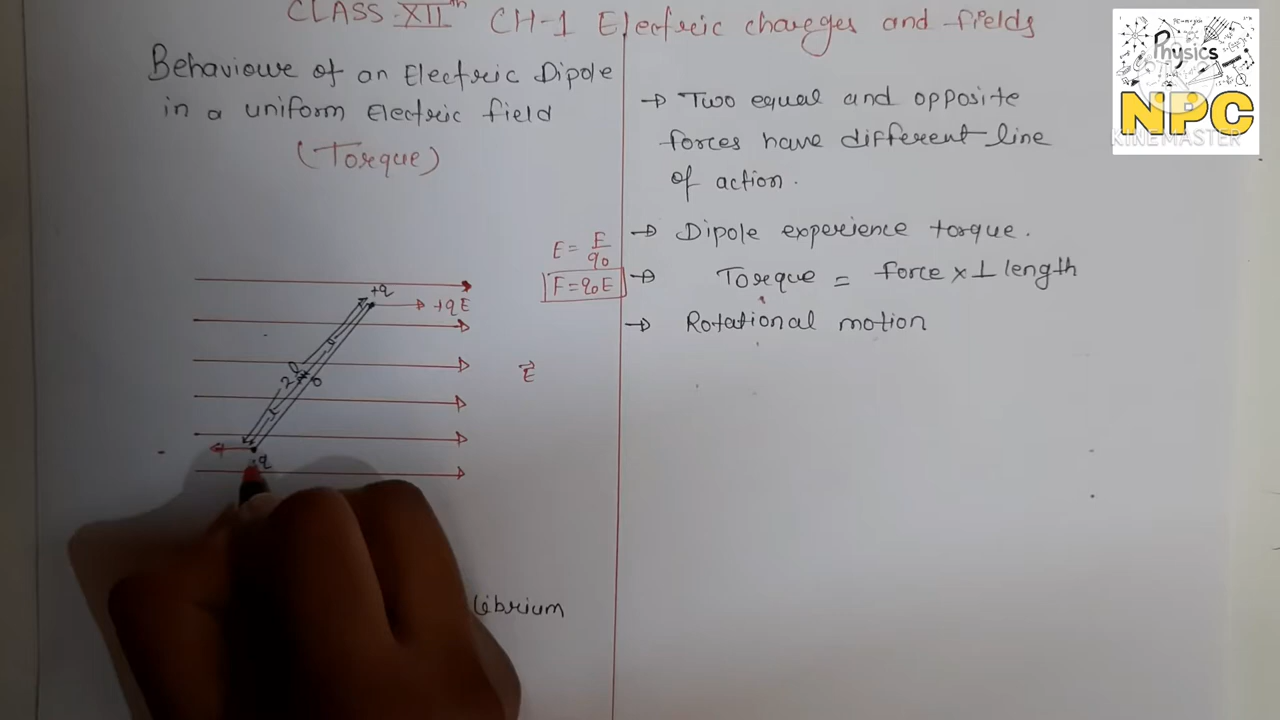 CLASS XIIth CH-1 Electric charges and fields
Behaviour of an Electric Dipole
in a uniform Electric field
(Torque)
+q
+qE
2l
o
-q
E = F/q0
F = q0E
E⃗
librium
→ Two equal and opposite
forces have different line
of action.
→ Dipole experience torque.
→ Torque = force × ⊥ length
→ Rotational motion
Physics
NPC
KINEMASTER